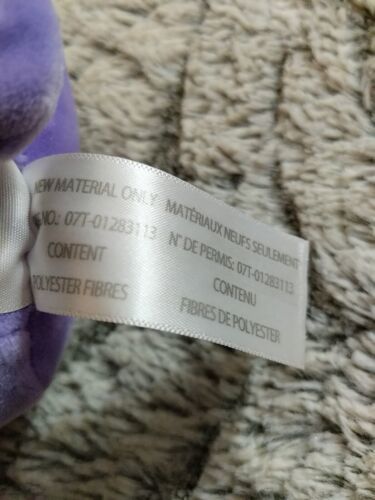 NEW MATERIAL ONLY
NO.: 07T-01283113
CONTENT
POLYESTER FIBRES
MATÉRIAUX NEUFS SEULEMENT
N° DE PERMIS: 07T-01283113
CONTENU
FIBRES DE POLYESTER